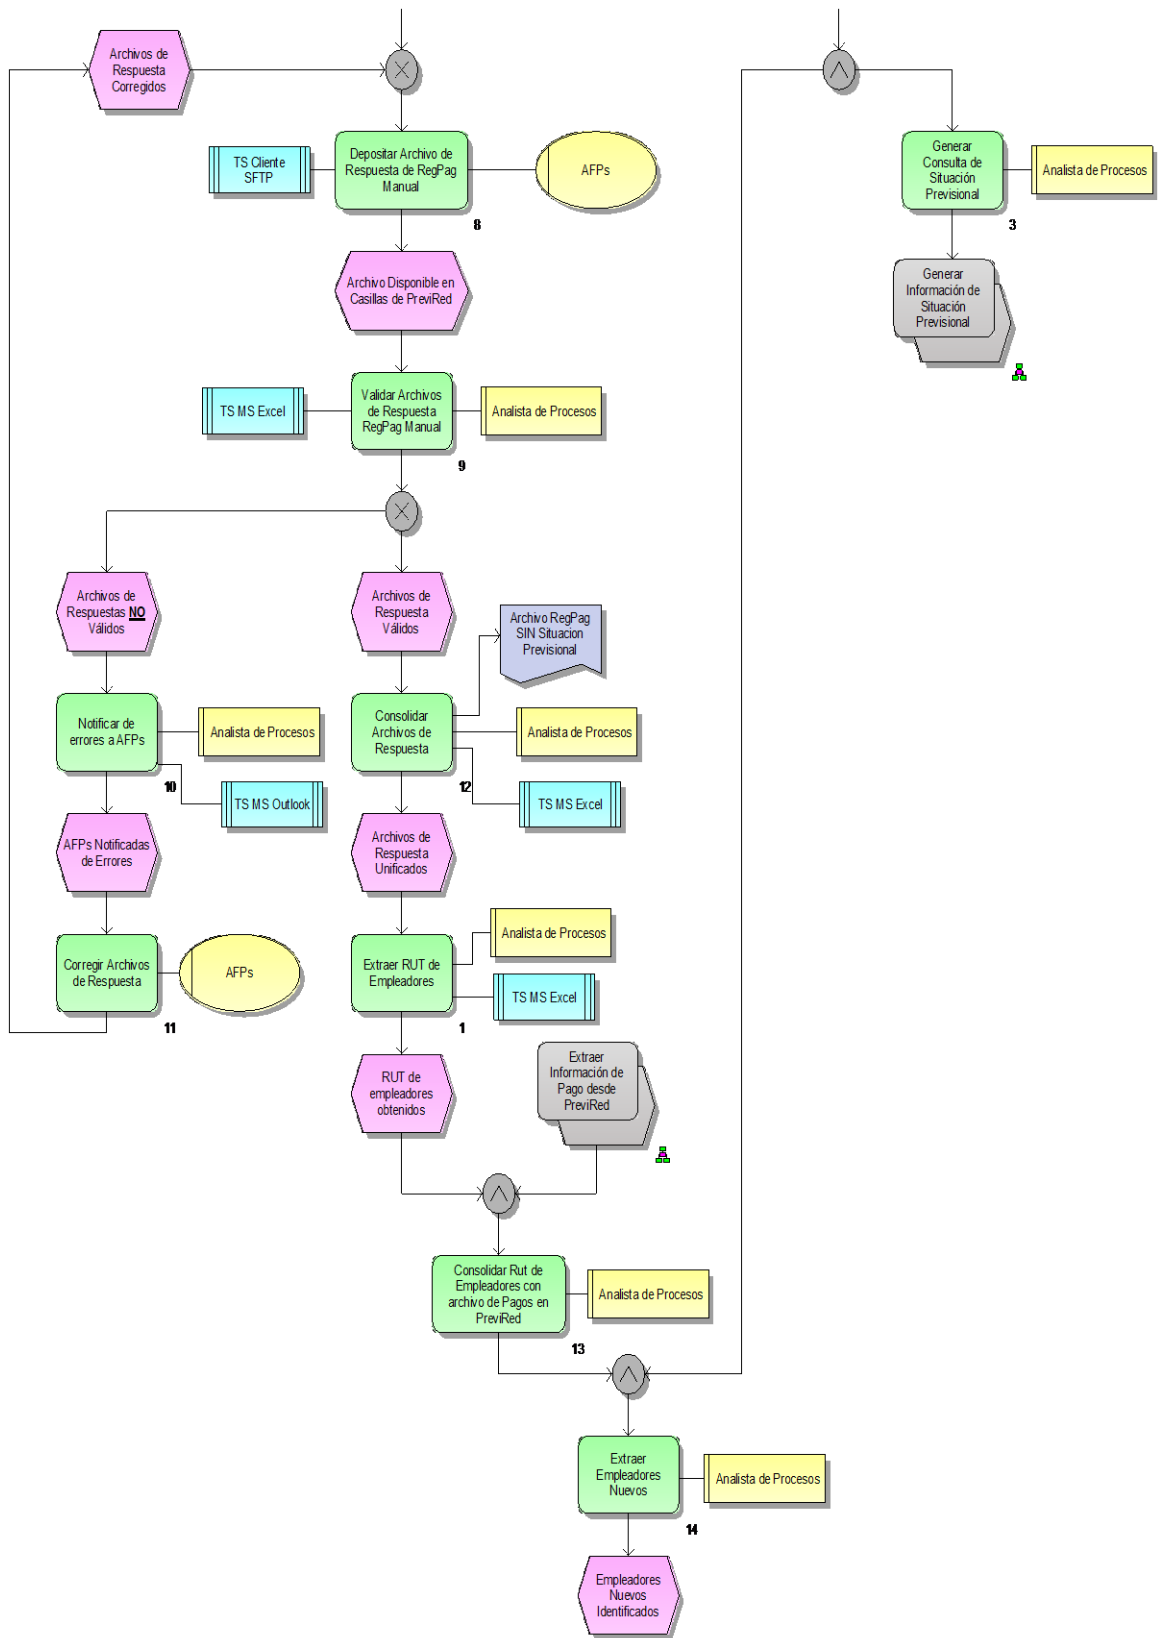 Archivos de
Respuesta
Corregidos
Depositar Archivo de
Respuesta de RegPag
Manual
TS Cliente
SFTP
AFPs
8
Generar
Consulta de
Situación
Previsional
Analista de Procesos
3
Generar
Información de
Situación
Previsional
Archivo Disponible en
Casillas de PreviRed
Validar Archivos
de Respuesta
RegPag Manual
TS MS Excel
Analista de Procesos
9
Archivos de
Respuestas NO
Válidos
Archivos de
Respuesta
Válidos
Archivo RegPag
SIN Situacion
Previsional
Notificar de
errores a AFPs
Analista de Procesos
10
TS MS Outlook
Consolidar
Archivos de
Respuesta
Analista de Procesos
12
TS MS Excel
AFPs Notificadas
de Errores
Archivos de
Respuesta
Unificados
Corregir Archivos
de Respuesta
AFPs
11
Extraer RUT de
Empleadores
Analista de Procesos
TS MS Excel
1
RUT de
empleadores
obtenidos
Extraer
Información de
Pago desde
PreviRed
Consolidar Rut de
Empleadores con
archivo de Pagos en
PreviRed
Analista de Procesos
13
Extraer
Empleadores
Nuevos
Analista de Procesos
14
Empleadores
Nuevos
Identificados